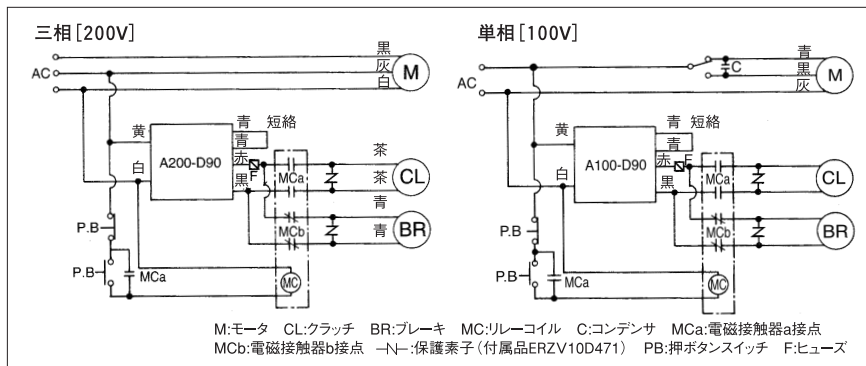 三相[200V]
黒
灰
白
AC
M
黄
白
A200-D90
青 短絡
青
赤
F
黒
MCa
茶
茶
CL
青
青
MCb
BR
P.B
P.B
MCa
MC
単相[100V]
青
黒
灰
C
AC
M
黄
白
A100-D90
青 短絡
青
赤
F
黒
MCa
CL
MCb
BR
P.B
P.B
MCa
MC
M:モータ CL:クラッチ BR:ブレーキ MC:リレーコイル C:コンデンサ MCa:電磁接触器a接点
MCb:電磁接触器b接点 :保護素子(付属品ERZV10D471) PB:押ボタンスイッチ F:ヒューズ